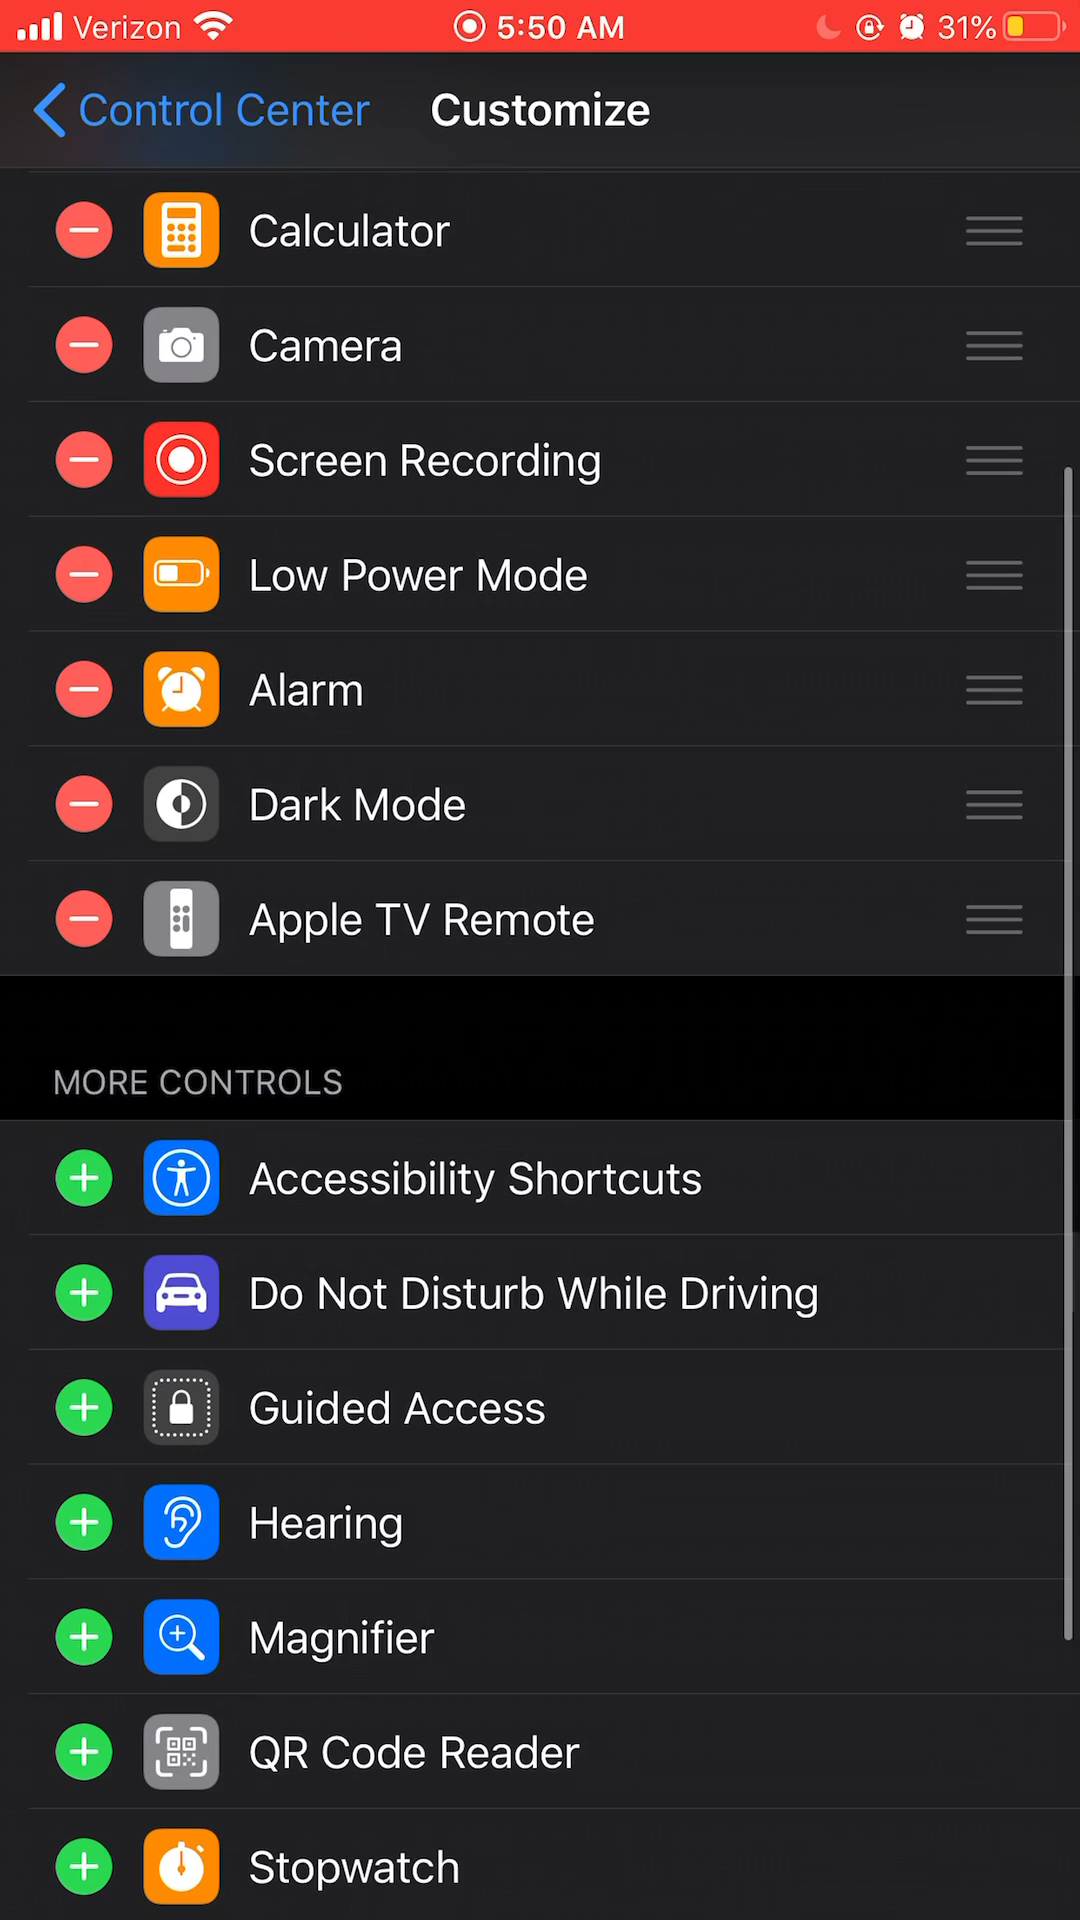 Verizon 5:50 AM 31%
Control Center Customize
Calculator
Camera
Screen Recording
Low Power Mode
Alarm
Dark Mode
Apple TV Remote
MORE CONTROLS
Accessibility Shortcuts
Do Not Disturb While Driving
Guided Access
Hearing
Magnifier
QR Code Reader
Stopwatch